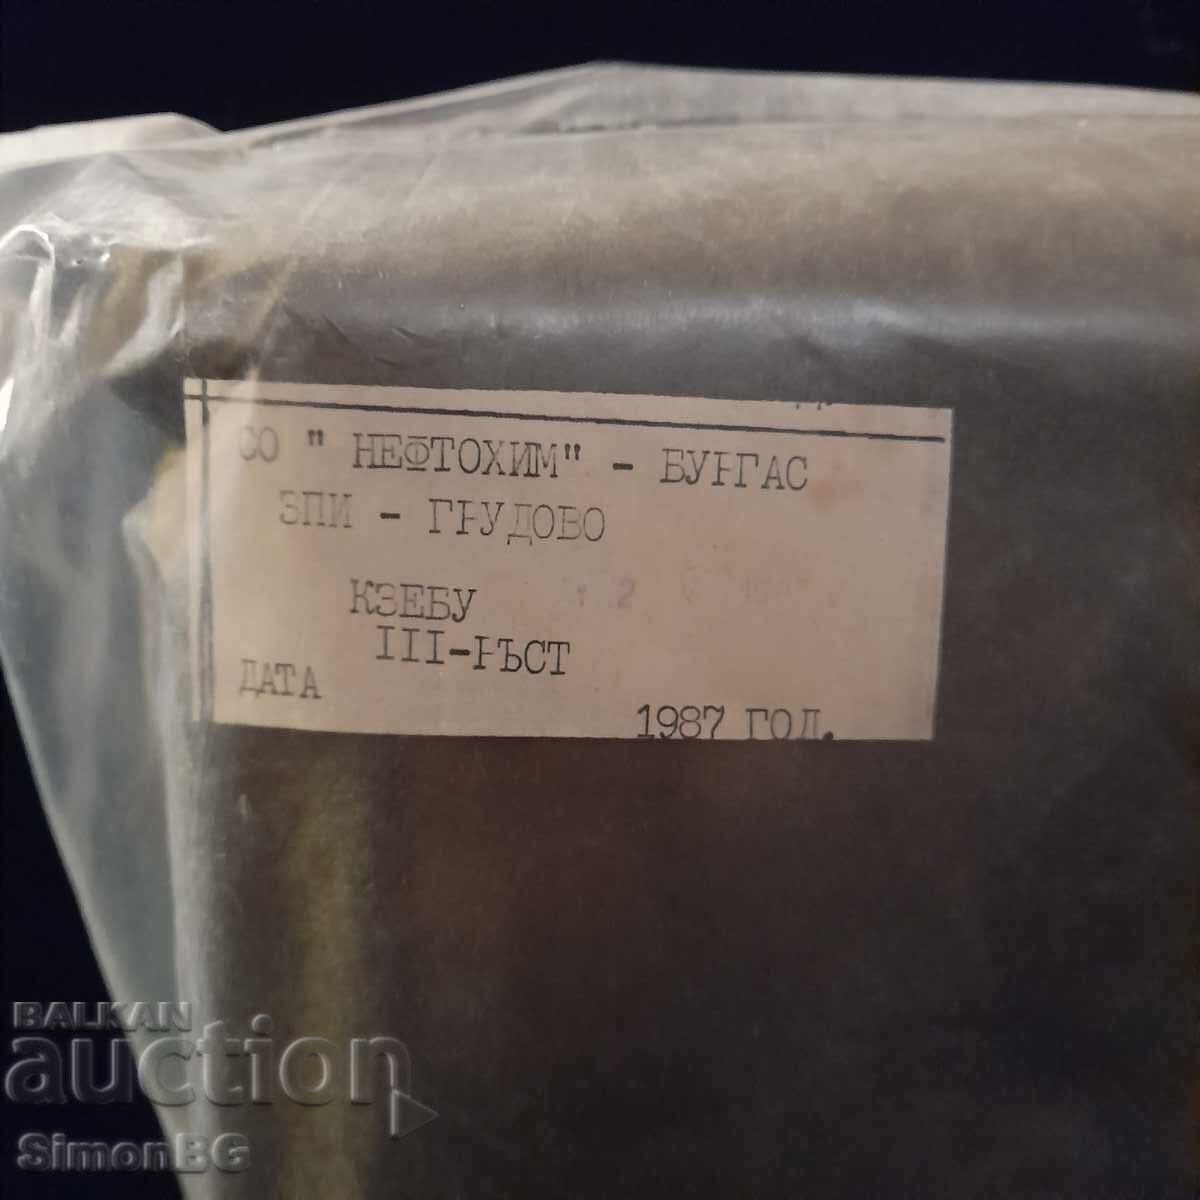 СО " НЕФТОХИМ" - БУРГАС
ЗПИ - ГРУДОВО
КЗЕБУ
III-РЪСТ
ДАТА
1987 ГОД.
BALKAN
auction
SimonBG